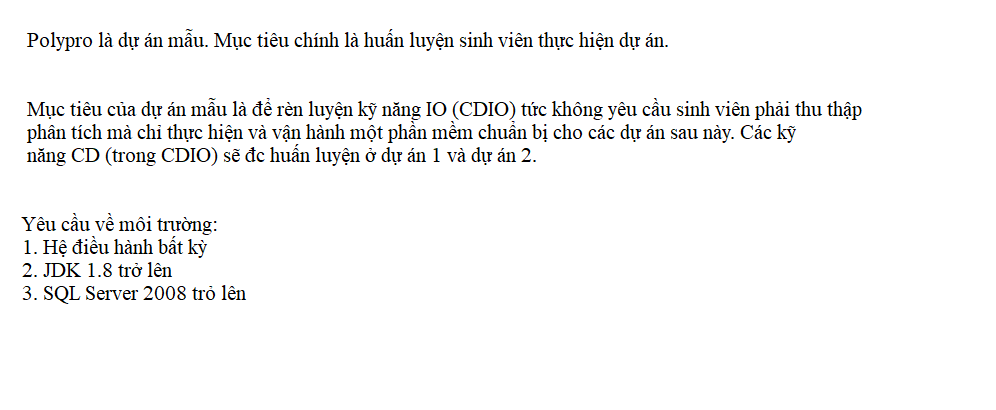 Polypro là dự án mẫu. Mục tiêu chính là huấn luyện sinh viên thực hiện dự án.
Mục tiêu của dự án mẫu là để rèn luyện kỹ năng IO (CDIO) tức không yêu cầu sinh viên phải thu thập
phân tích mà chỉ thực hiện và vận hành một phần mềm chuẩn bị cho các dự án sau này. Các kỹ
năng CD (trong CDIO) sẽ đc huấn luyện ở dự án 1 và dự án 2.
Yêu cầu về môi trường:
1. Hệ điều hành bất kỳ
2. JDK 1.8 trở lên
3. SQL Server 2008 trỏ lên